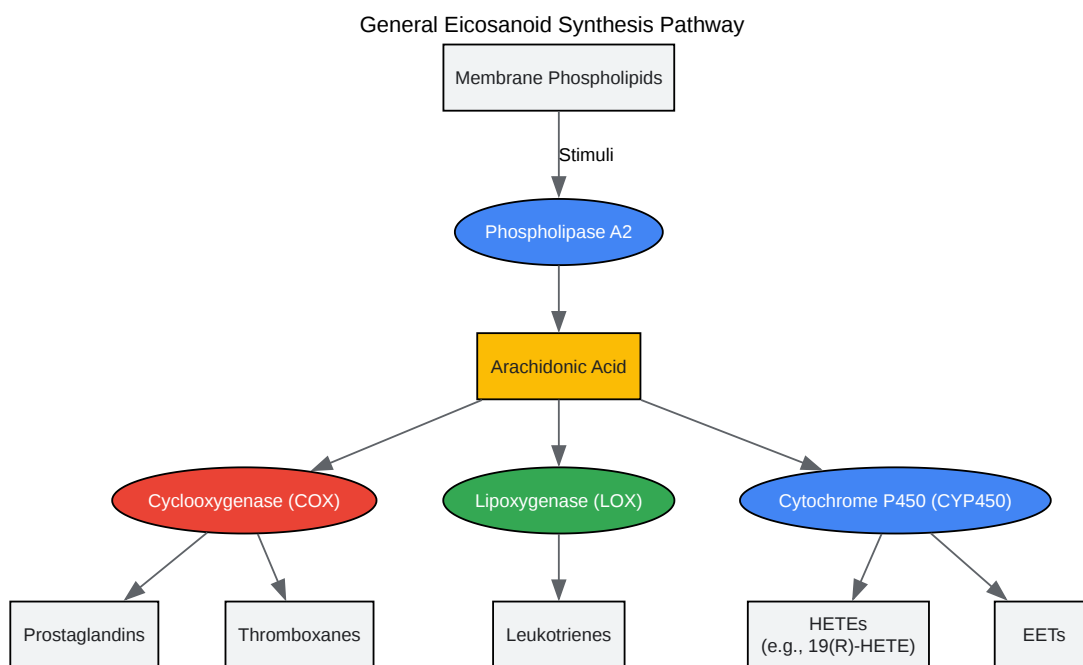 General Eicosanoid Synthesis Pathway
Membrane Phospholipids
Stimuli
Phospholipase A2
Arachidonic Acid
Cyclooxygenase (COX)
Lipoxygenase (LOX)
Cytochrome P450 (CYP450)
Prostaglandins
Thromboxanes
Leukotrienes
HETEs
(e.g., 19(R)-HETE)
EETs